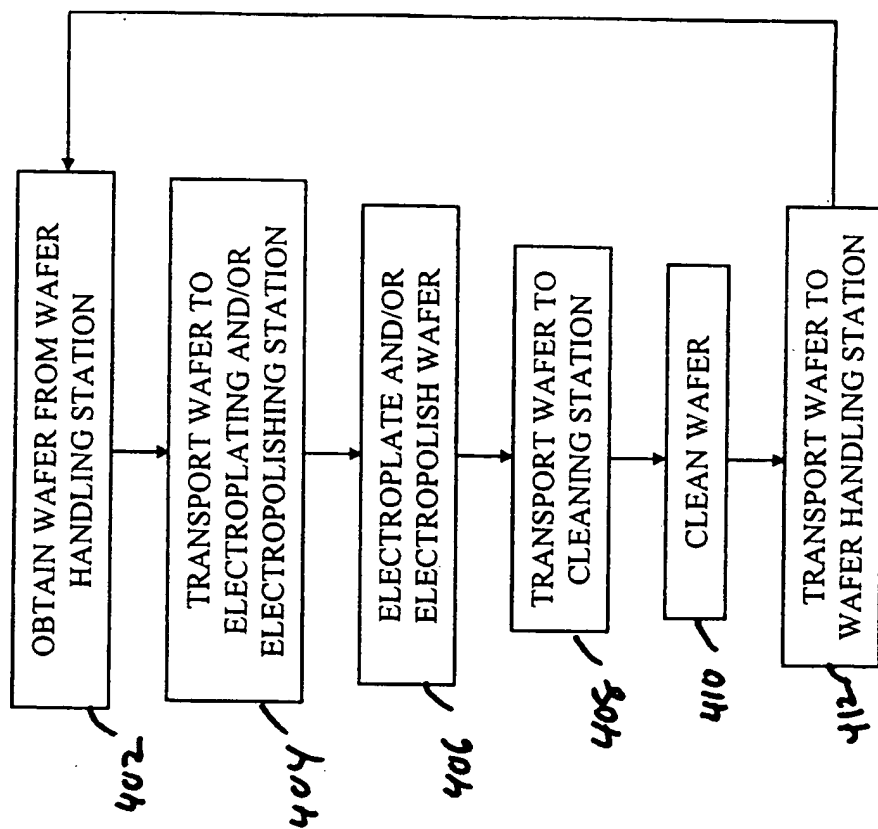 OBTAIN WAFER FROM WAFER
HANDLING STATION
402
TRANSPORT WAFER TO
ELECTROPLATING AND/OR
ELECTROPOLISHING STATION
404
ELECTROPLATE AND/OR
ELECTROPOLISH WAFER
406
TRANSPORT WAFER TO
CLEANING STATION
408
CLEAN WAFER
410
TRANSPORT WAFER TO
WAFER HANDLING STATION
412